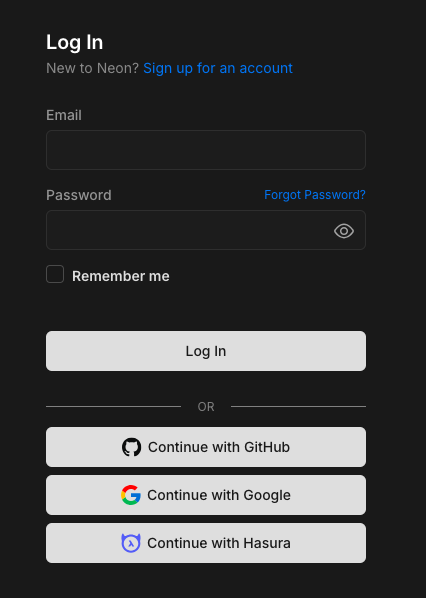 Log In
New to Neon? Sign up for an account
Email
Password Forgot Password?
Remember me
Log In
OR
Continue with GitHub
Continue with Google
Continue with Hasura